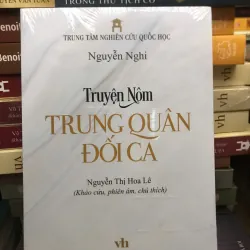 TRUNG TÂM NGHIÊN CỨU QUỐC HỌC
Nguyễn Nghi
Truyện Nôm
TRUNG QUÂN
ĐỐI CA
Nguyễn Thị Hoa Lê
(Khảo cứu, phiên âm, chú thích)
vh